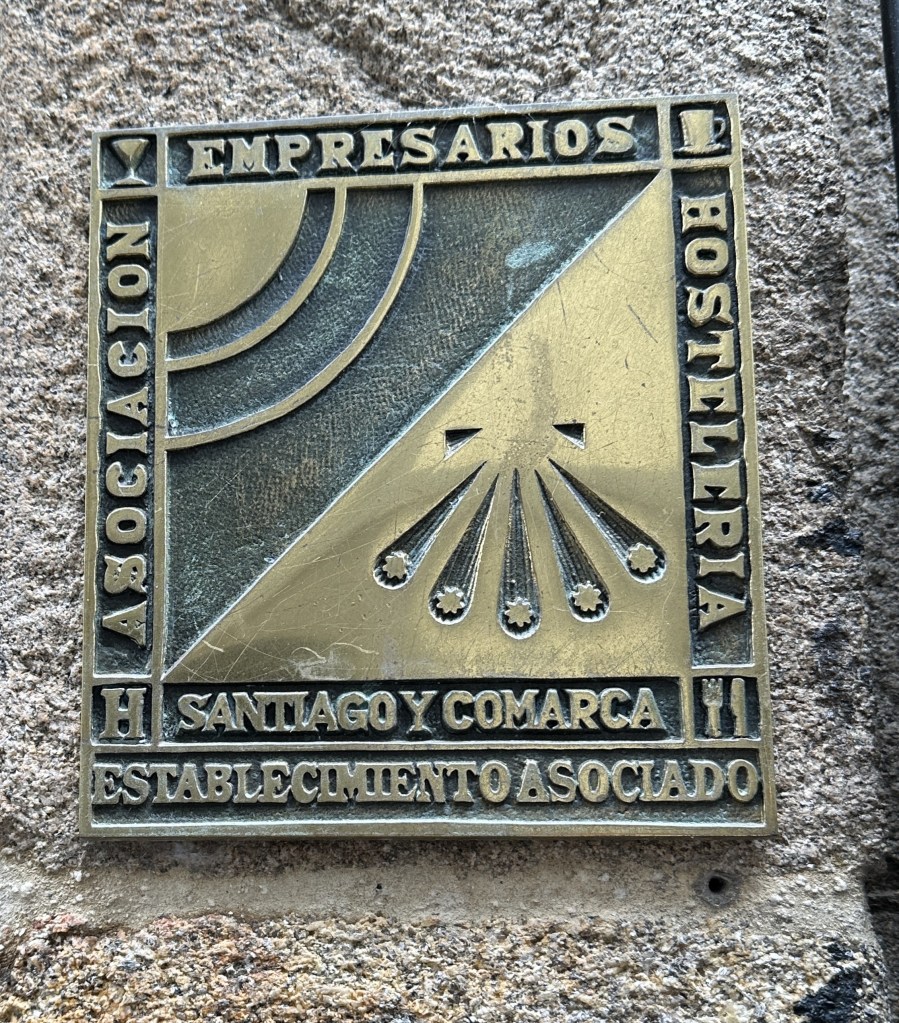 ASOCIACION
EMPRESARIOS
HOSTELERIA
H
SANTIAGO Y COMARCA
ESTABLECIMIENTO ASOCIADO